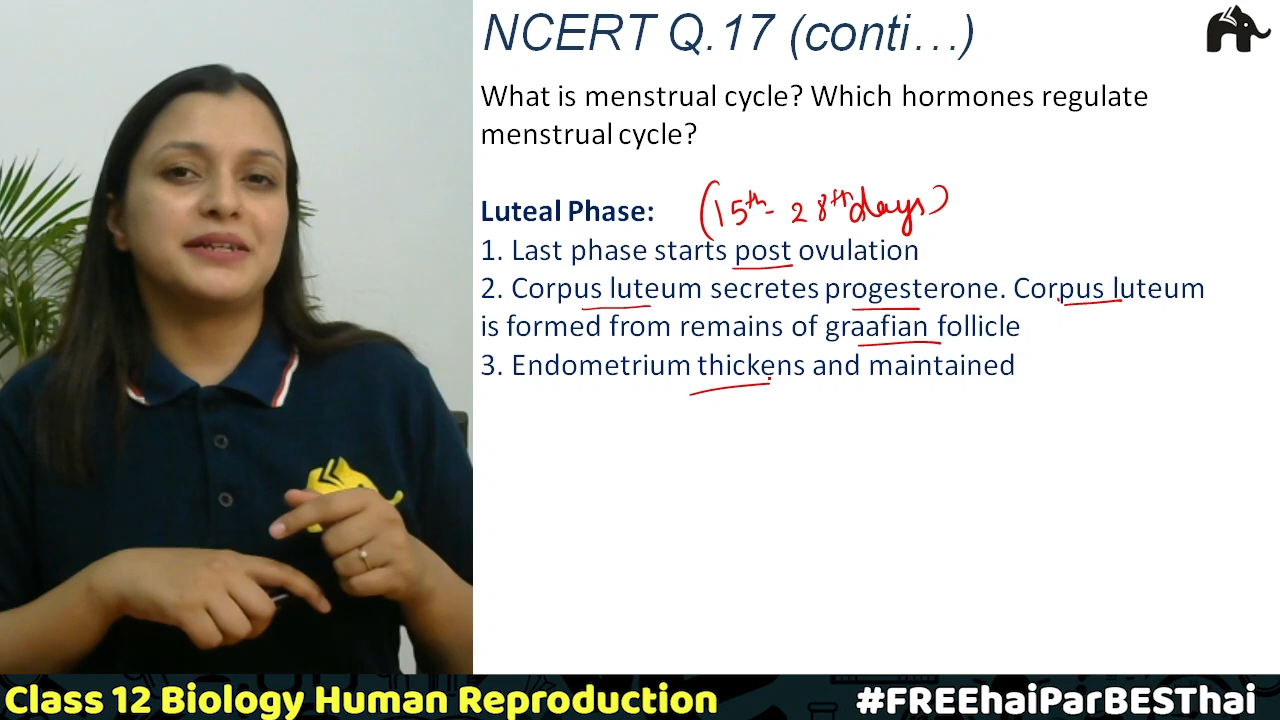 NCERT Q.17 (conti...)
What is menstrual cycle? Which hormones regulate
menstrual cycle?
Luteal Phase: (15th - 28th days)
1. Last phase starts post ovulation
2. Corpus luteum secretes progesterone. Corpus luteum
is formed from remains of graafian follicle
3. Endometrium thickens and maintained
Class 12 Biology Human Reproduction #FREEhaiParBESThai